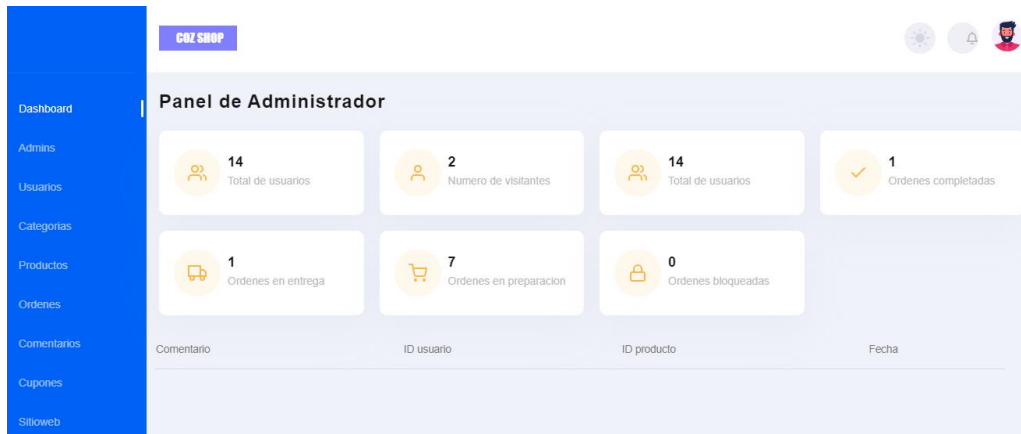 COZ SHOP
Panel de Administrador
Dashboard
Admins
Usuarios
Categorias
Productos
Ordenes
Comentarios
Cupones
Sitioweb
14
Total de usuarios
2
Numero de visitantes
14
Total de usuarios
1
Ordenes completadas
1
Ordenes en entrega
7
Ordenes en preparacion
0
Ordenes bloqueadas
Comentario ID usuario ID producto Fecha